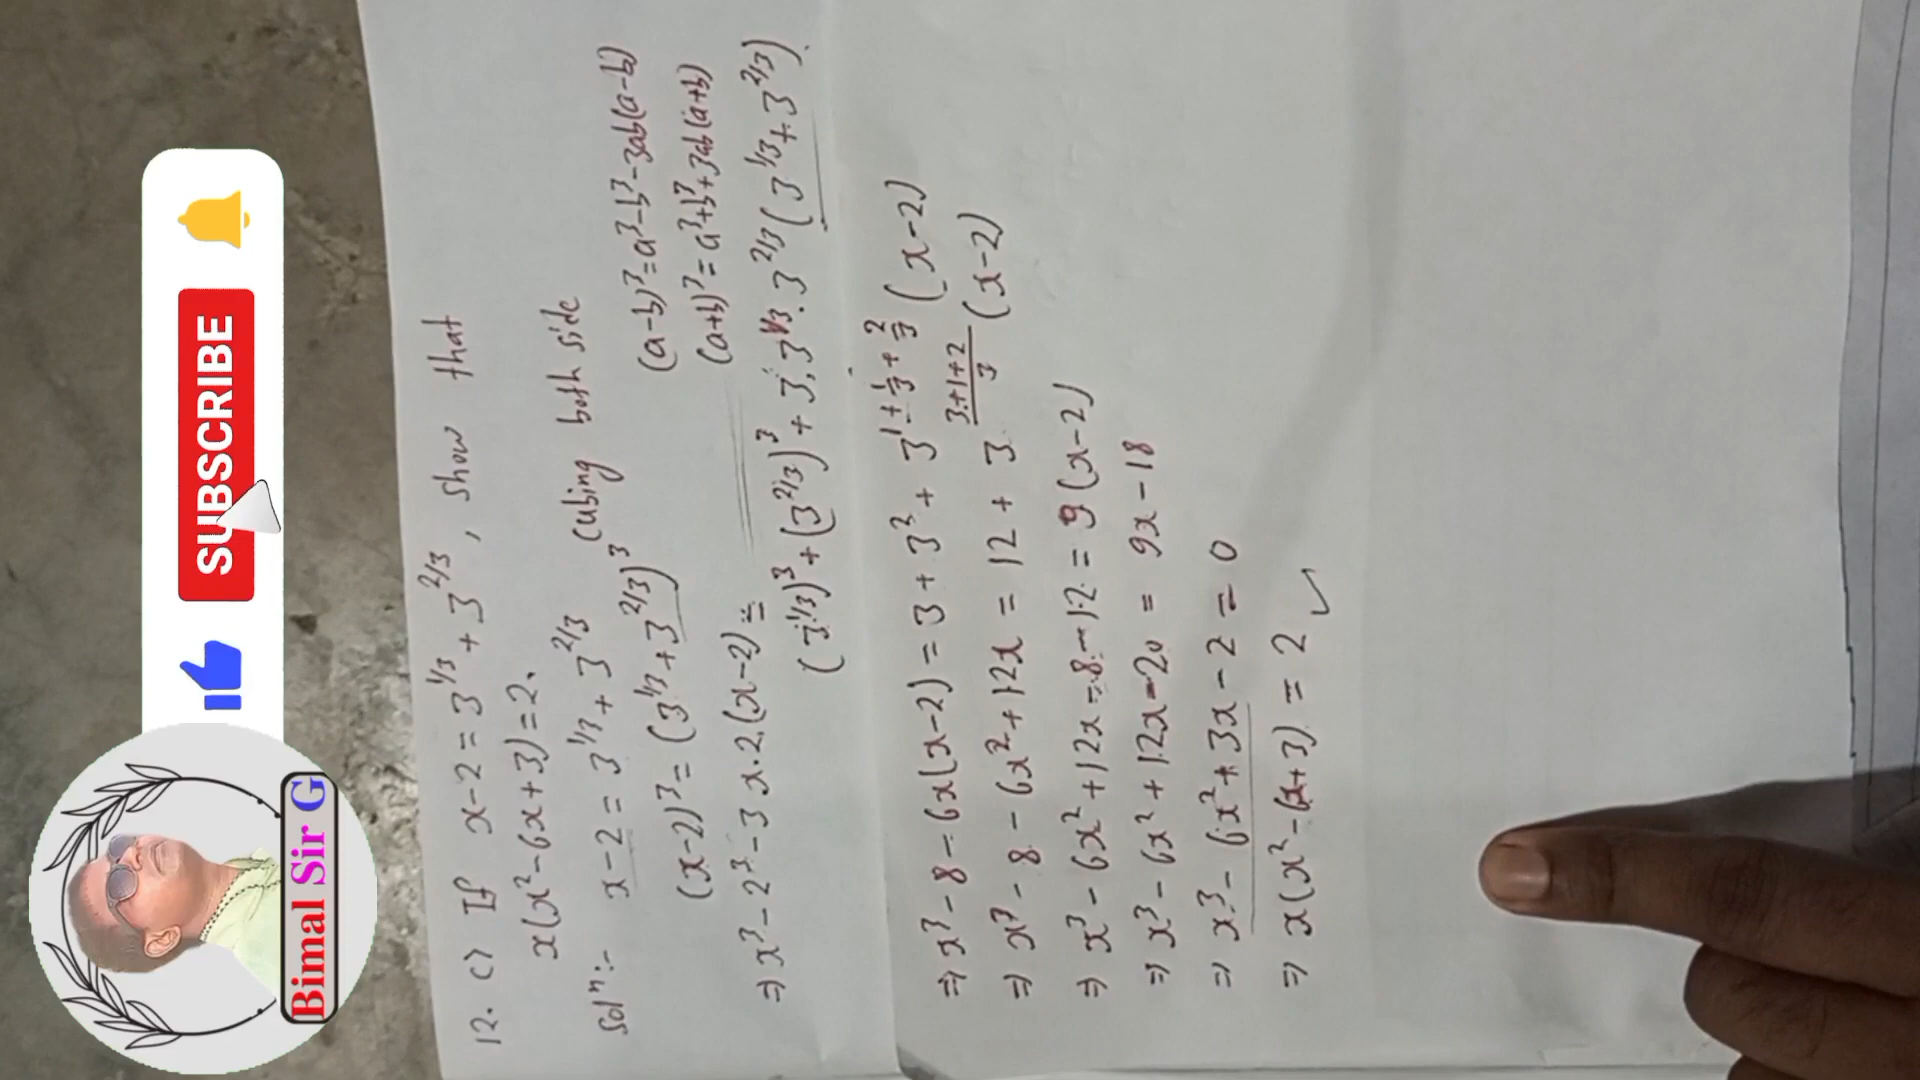 12. c) If x-2 = 3^1/3 + 3^2/3, show that
x(x²-6x+3)=2.
Solⁿ:- x-2 = 3^1/3 + 3^2/3 cubing both side
(x-2)³ = (3^1/3 + 3^2/3)³
(a-b)³ = a³-b³-3ab(a-b)
(a+b)³ = a³+b³+3ab(a+b)
⇒ x³ - 2³ - 3x.2.(x-2) =
(3^1/3)³ + (3^2/3)³ + 3.3^1/3 . 3^2/3 (3^1/3 + 3^2/3)
⇒ x³ - 8 - 6x(x-2) = 3 + 3² + 3^1+1/3+2/3 (x-2)
⇒ x³ - 8 - 6x² + 12x = 12 + 3^3+1+2/3 (x-2)
⇒ x³ - 6x² + 12x - 8 - 12 = 9(x-2)
⇒ x³ - 6x² + 12x - 20 = 9x - 18
⇒ x³ - 6x² + 3x - 2 = 0
⇒ x(x² - 6x + 3) = 2
SUBSCRIBE
Bimal Sir G